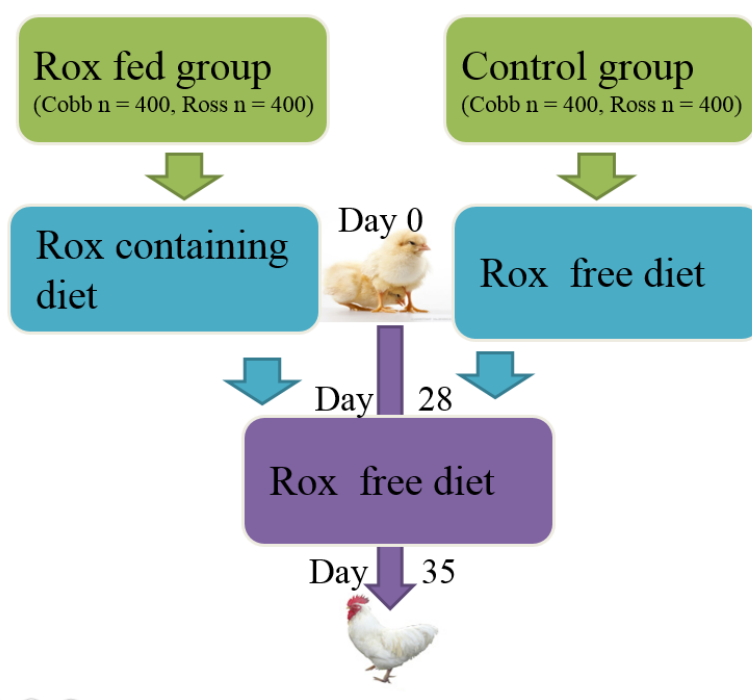 Rox fed group
(Cobb n = 400, Ross n = 400)
Control group
(Cobb n = 400, Ross n = 400)
Day 0
Rox containing
diet
Rox free diet
Day 28
Rox free diet
Day 35